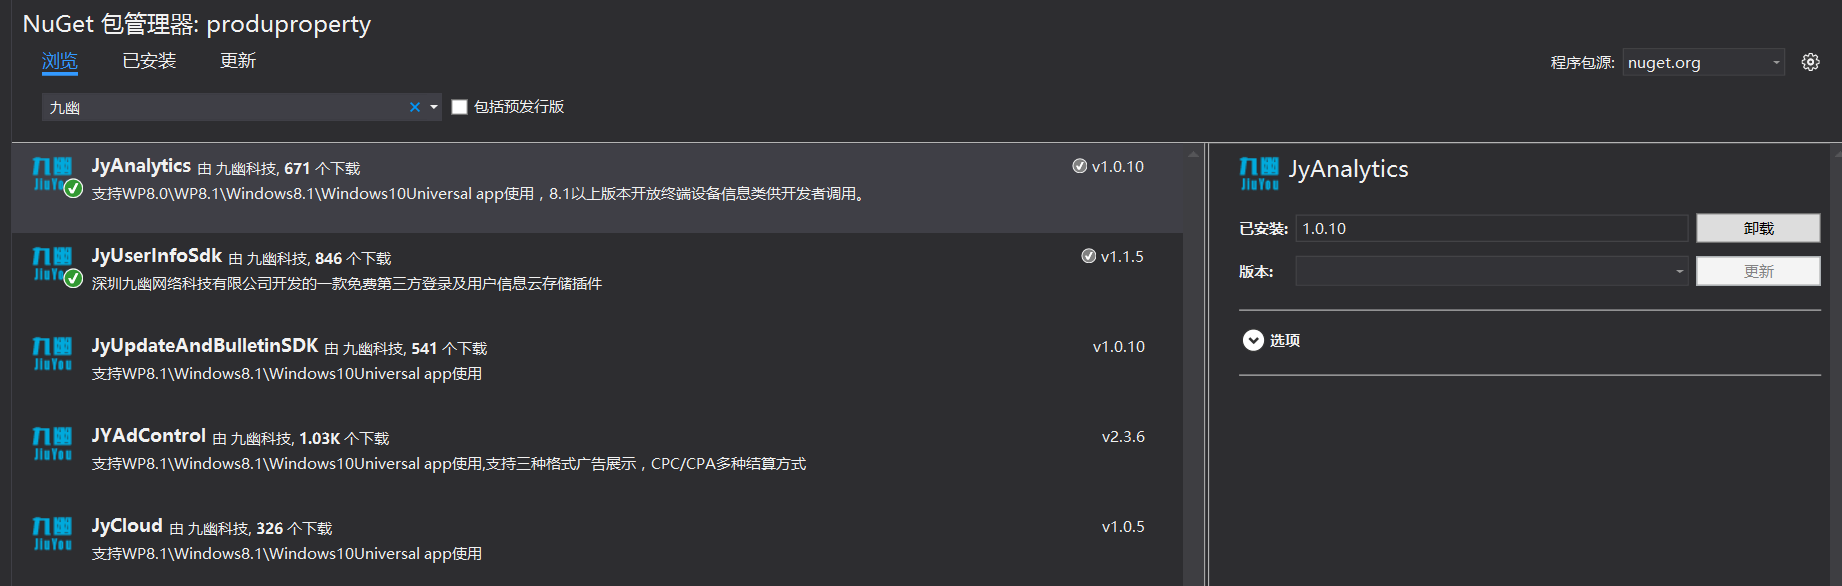 NuGet 包管理器: produproperty
浏览 已安装 更新
程序包源: nuget.org
九幽 包括预发行版
九幽 JiuYou
JyAnalytics 由 九幽科技, 671 个下载 v1.0.10
支持WP8.0\WP8.1\Windows8.1\Windows10Universal app使用，8.1以上版本开放终端设备信息类供开发者调用。
九幽 JiuYou
JyUserInfoSdk 由 九幽科技, 846 个下载 v1.1.5
深圳九幽网络科技有限公司开发的一款免费第三方登录及用户信息云存储插件
九幽 JiuYou
JyUpdateAndBulletinSDK 由 九幽科技, 541 个下载 v1.0.10
支持WP8.1\Windows8.1\Windows10Universal app使用
九幽 JiuYou
JYAdControl 由 九幽科技, 1.03K 个下载 v2.3.6
支持WP8.1\Windows8.1\Windows10Universal app使用,支持三种格式广告展示，CPC/CPA多种结算方式
九幽 JiuYou
JyCloud 由 九幽科技, 326 个下载 v1.0.5
支持WP8.1\Windows8.1\Windows10Universal app使用
九幽 JiuYou
JyAnalytics
已安装: 1.0.10 卸载
版本: 更新
选项